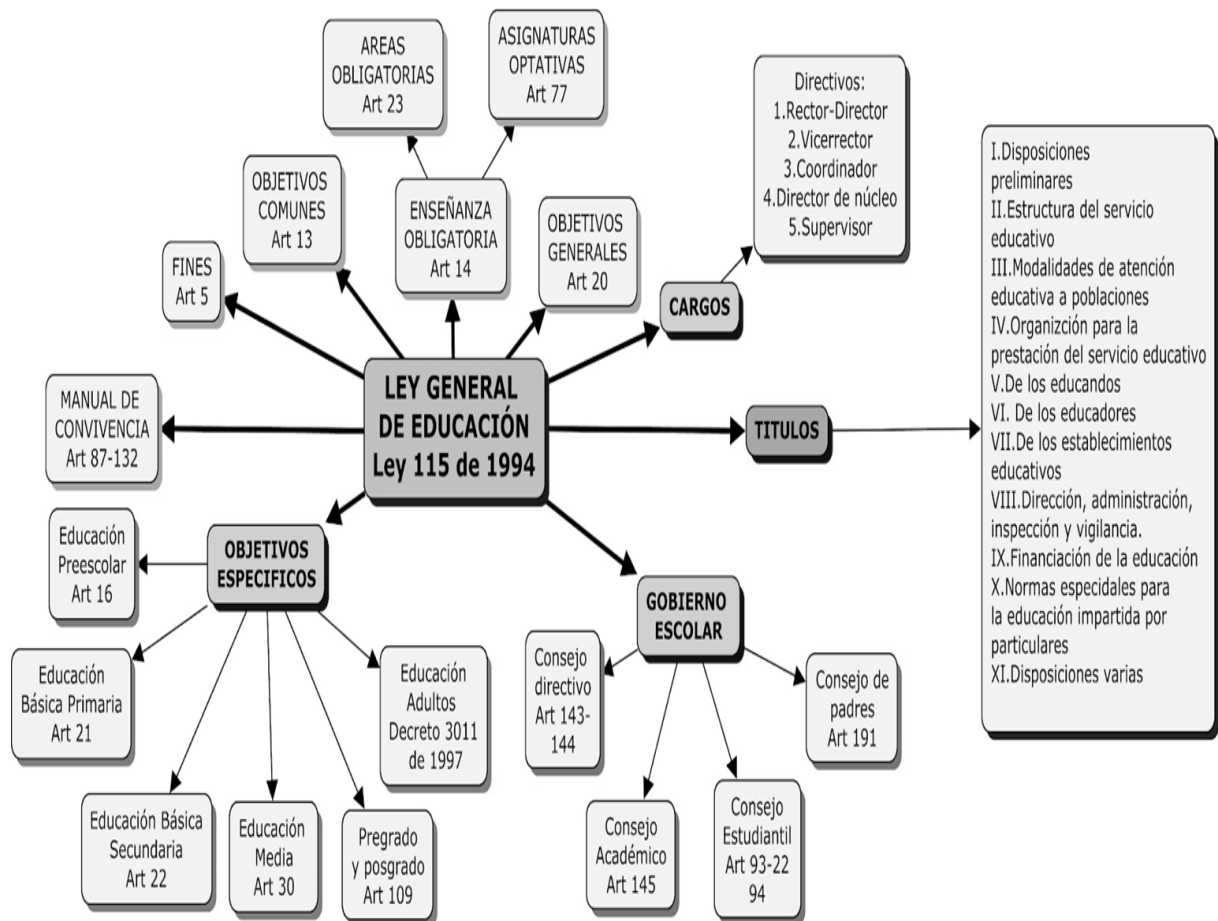 LEY GENERAL
DE EDUCACIÓN
Ley 115 de 1994
MANUAL DE
CONVIVENCIA
Art 87-132
FINES
Art 5
OBJETIVOS
COMUNES
Art 13
ENSEÑANZA
OBLIGATORIA
Art 14
AREAS
OBLIGATORIAS
Art 23
ASIGNATURAS
OPTATIVAS
Art 77
OBJETIVOS
GENERALES
Art 20
CARGOS
Directivos:
1.Rector-Director
2.Vicerrector
3.Coordinador
4.Director de núcleo
5.Supervisor
TITULOS
I.Disposiciones
preliminares
II.Estructura del servicio
educativo
III.Modalidades de atención
educativa a poblaciones
IV.Organizción para la
prestación del servicio educativo
V.De los educandos
VI. De los educadores
VII.De los establecimientos
educativos
VIII.Dirección, administración,
inspección y vigilancia.
IX.Financiación de la educación
X.Normas especidales para
la educación impartida por
particulares
XI.Disposiciones varias
OBJETIVOS
ESPECIFICOS
Educación
Preescolar
Art 16
Educación
Básica Primaria
Art 21
Educación Básica
Secundaria
Art 22
Educación
Media
Art 30
Pregrado
y posgrado
Art 109
Educación
Adultos
Decreto 3011
de 1997
GOBIERNO
ESCOLAR
Consejo
directivo
Art 143-
144
Consejo
Académico
Art 145
Consejo
Estudiantil
Art 93-22
94
Consejo de
padres
Art 191